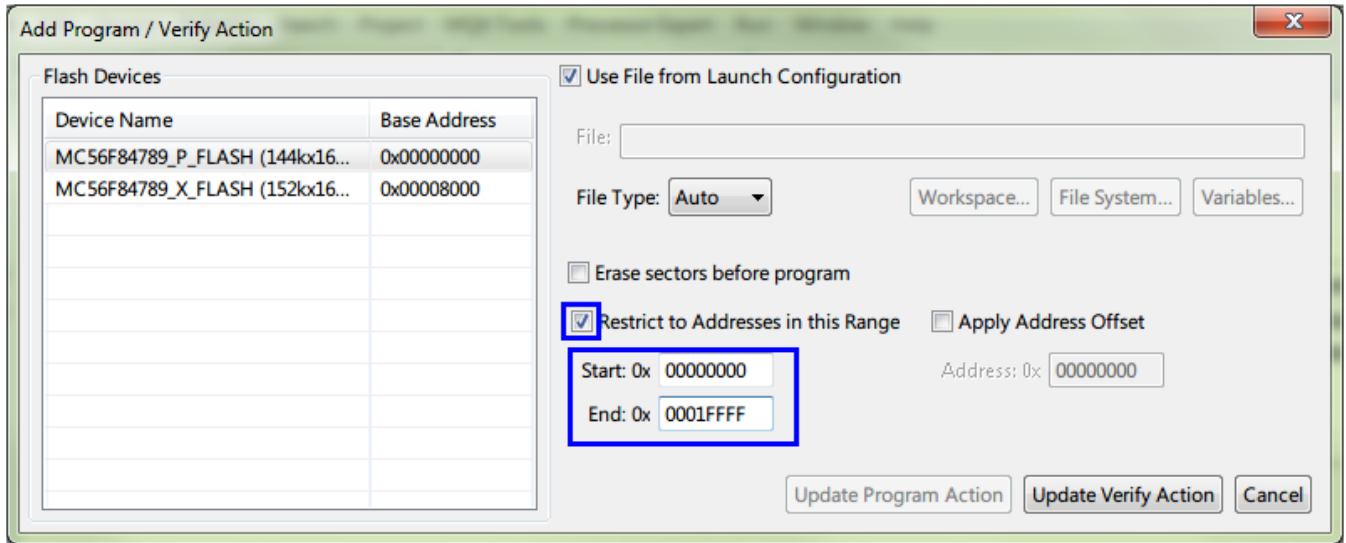 Add Program / Verify Action
Flash Devices
Device Name Base Address
MC56F84789_P_FLASH (144kx16... 0x00000000
MC56F84789_X_FLASH (152kx16... 0x00008000
Use File from Launch Configuration
File:
File Type: Auto
Workspace... File System... Variables...
Erase sectors before program
Restrict to Addresses in this Range Apply Address Offset
Start: 0x 00000000 Address: 0x 00000000
End: 0x 0001FFFF
Update Program Action Update Verify Action Cancel